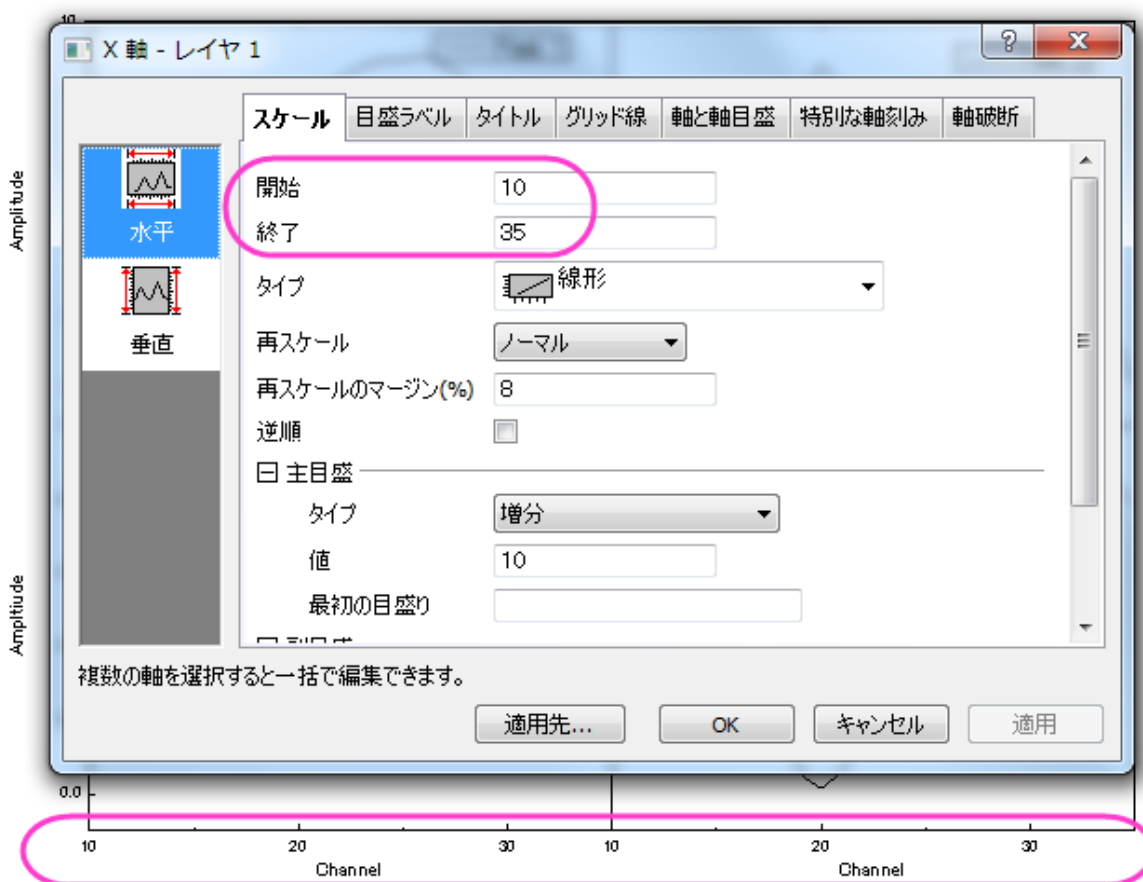 10
X 軸 - レイヤ 1
スケール 目盛ラベル タイトル グリッド線 軸と軸目盛 特別な軸刻み 軸破断
水平
垂直
開始 10
終了 35
タイプ 線形
再スケール ノーマル
再スケールのマージン(%) 8
逆順
主目盛
タイプ 増分
値 10
最初の目盛り
複数の軸を選択すると一括で編集できます。
適用先... OK キャンセル 適用
Amplitude
Ampltiude
0.0
10 20 30 10 20 30
Channel Channel